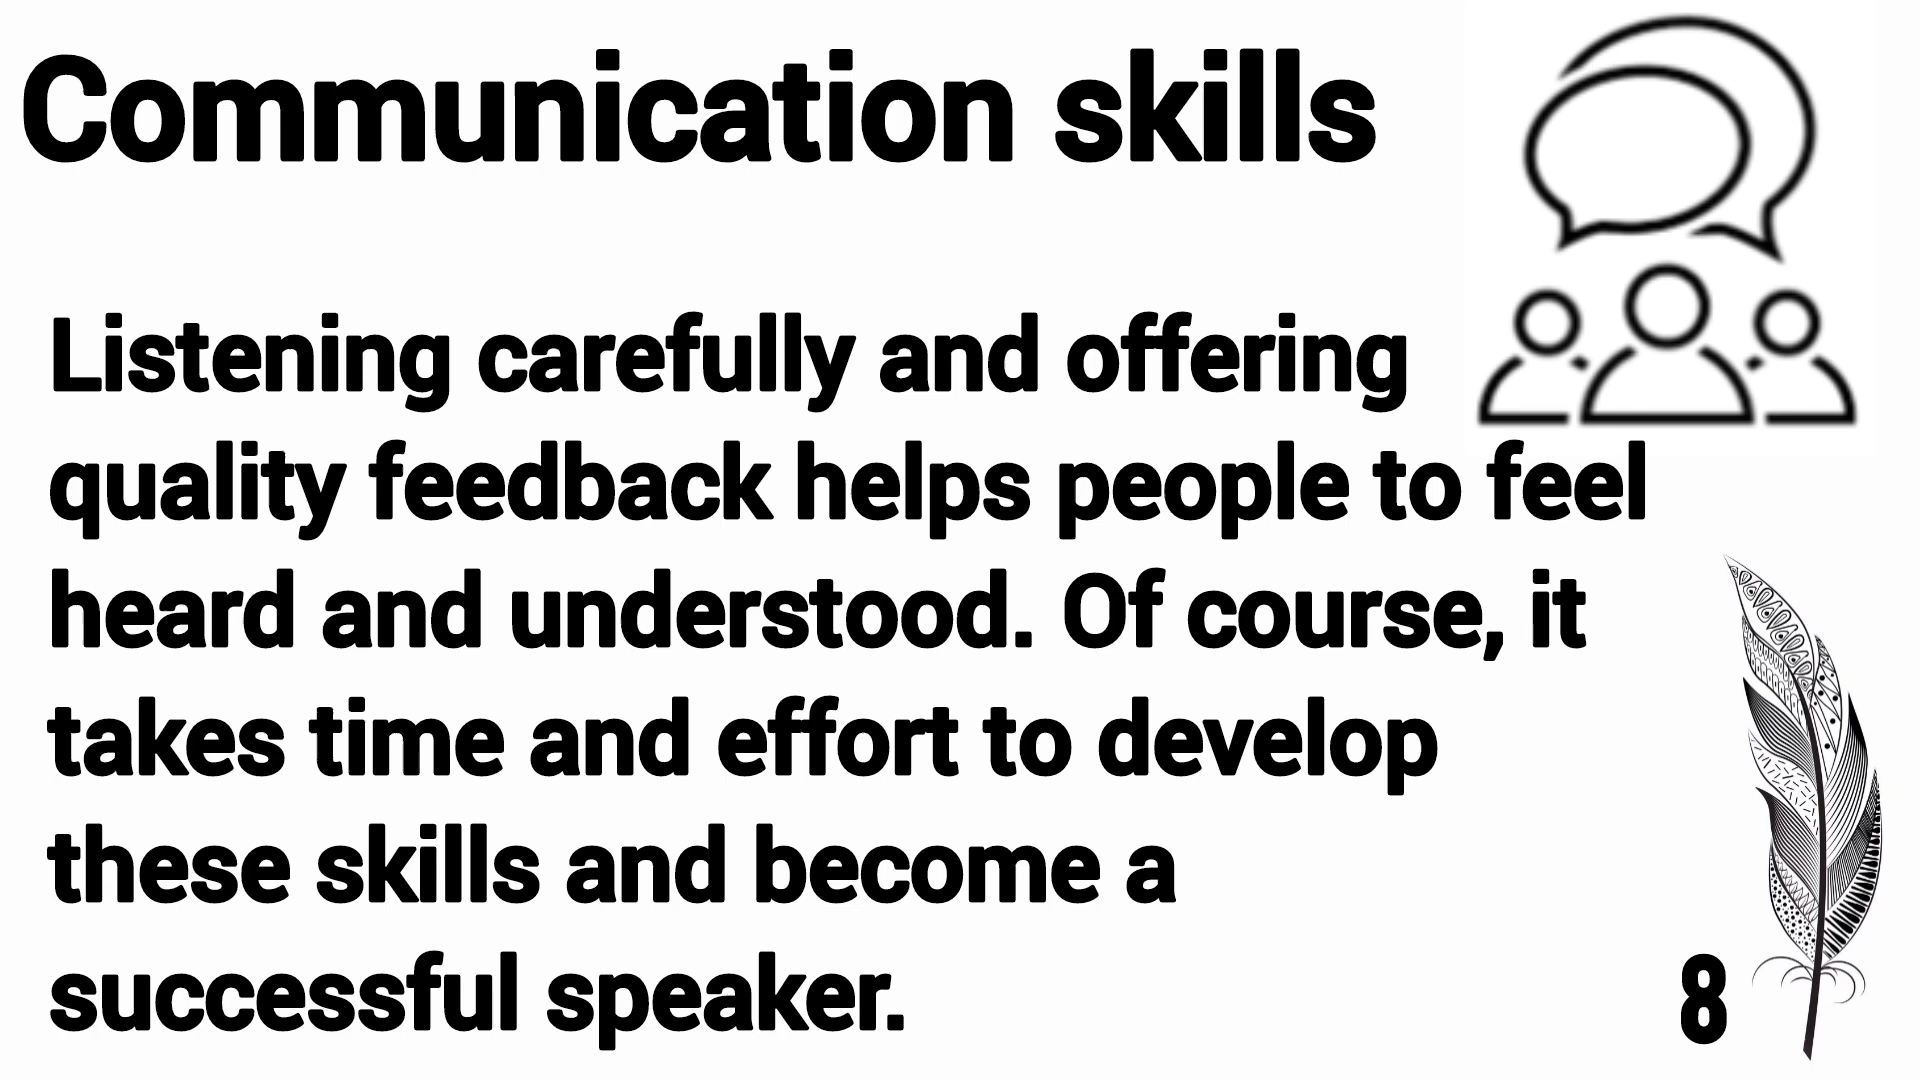 Communication skills
Listening carefully and offering
quality feedback helps people to feel
heard and understood. Of course, it
takes time and effort to develop
these skills and become a
successful speaker.
8